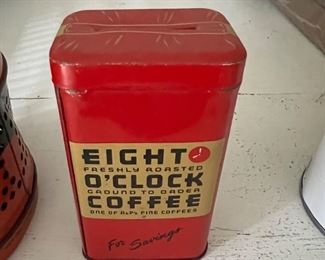 EIGHT
FRESHLY ROASTED
O'CLOCK
GROUND TO ORDER
COFFEE
ONE OF A&P'S FINE COFFEES
For Savings